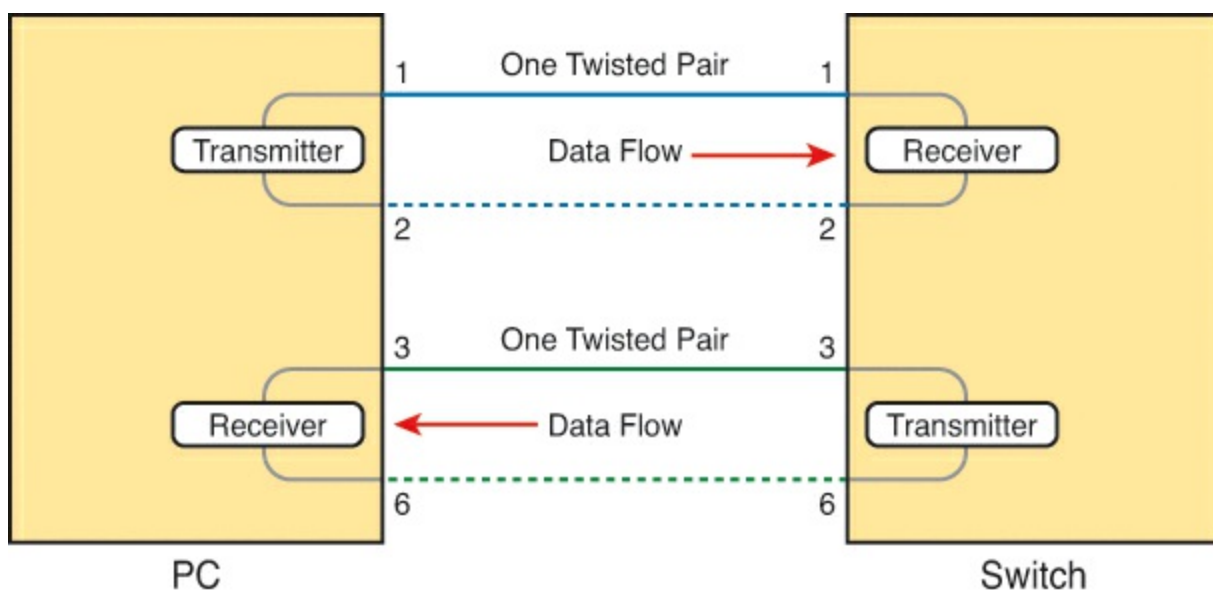 1 One Twisted Pair 1
Transmitter Data Flow Receiver
2 2
3 One Twisted Pair 3
Receiver Data Flow Transmitter
6 6
PC Switch